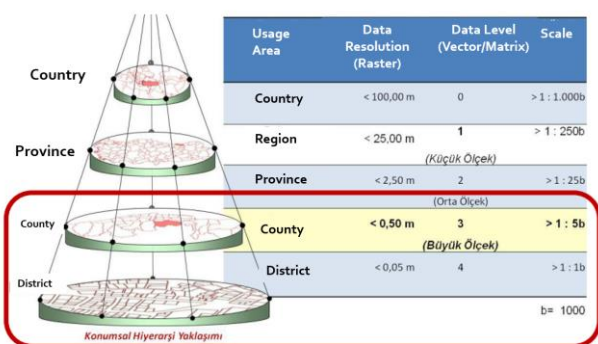 Country
Province
County
District
Konumsal Hiyerarşi Yaklaşımı
Usage Area
Data Resolution (Raster)
Data Level (Vector/Matrix)
Scale
Country < 100,00 m 0 > 1 : 1.000b
Region < 25,00 m 1 > 1 : 250b
(Küçük Ölçek)
Province < 2,50 m 2 > 1 : 25b
(Orta Ölçek)
County < 0,50 m 3 > 1 : 5b
(Büyük Ölçek)
District < 0,05 m 4 > 1 : 1b
b= 1000